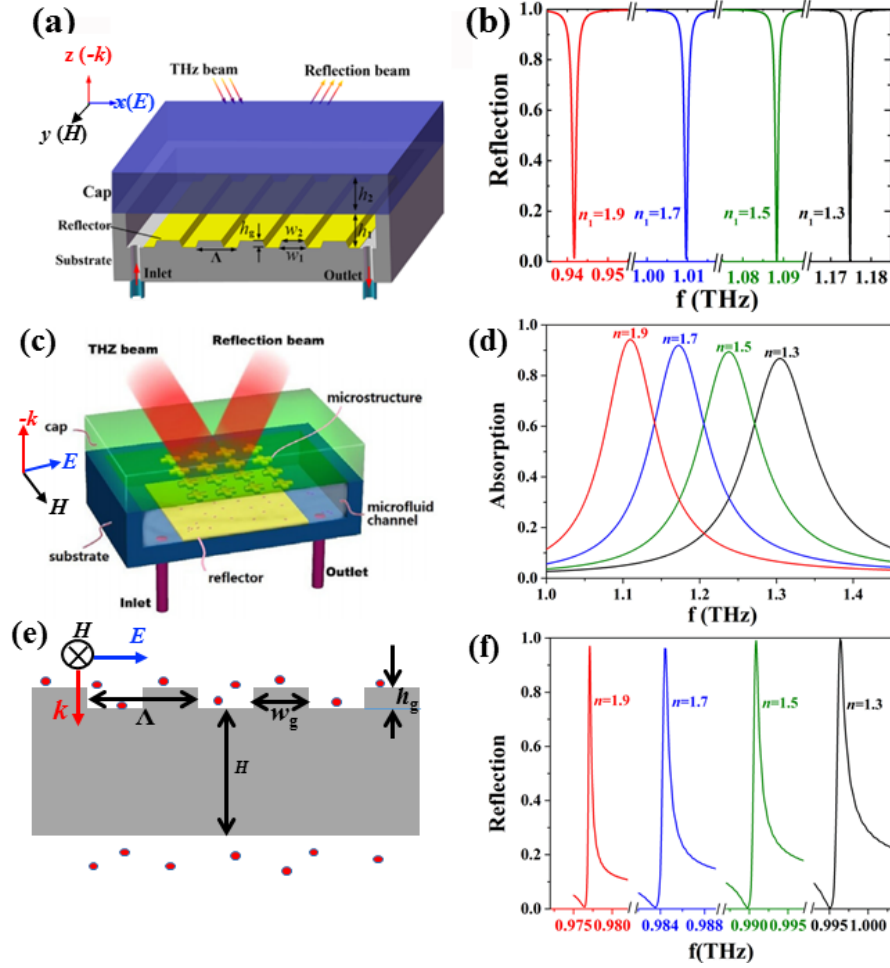 (a)
z (-k)
x(E)
y (H)
THz beam
Reflection beam
Cap
h2
Reflector
hg
w2
h1
Substrate
Λ
w1
Inlet
Outlet
(b)
Reflection
1.0
0.8
0.6
0.4
0.2
0.0
n1=1.9
n1=1.7
n1=1.5
n1=1.3
0.94 0.95 1.00 1.01 1.08 1.09 1.17 1.18
f (THz)
(c)
THZ beam
Reflection beam
microstructure
-k
cap
E
H
microfluid
channel
substrate
reflector
Inlet
Outlet
(d)
Absorption
1.0
0.8
0.6
0.4
0.2
0.0
n=1.9
n=1.7
n=1.5
n=1.3
1.0 1.1 1.2 1.3 1.4
f (THz)
(e)
H
E
k
Λ
wg
hg
H
(f)
Reflection
1.0
0.8
0.6
0.4
0.2
0.0
n=1.9
n=1.7
n=1.5
n=1.3
0.975 0.980 0.984 0.988 0.990 0.995 0.995 1.000
f(THz)